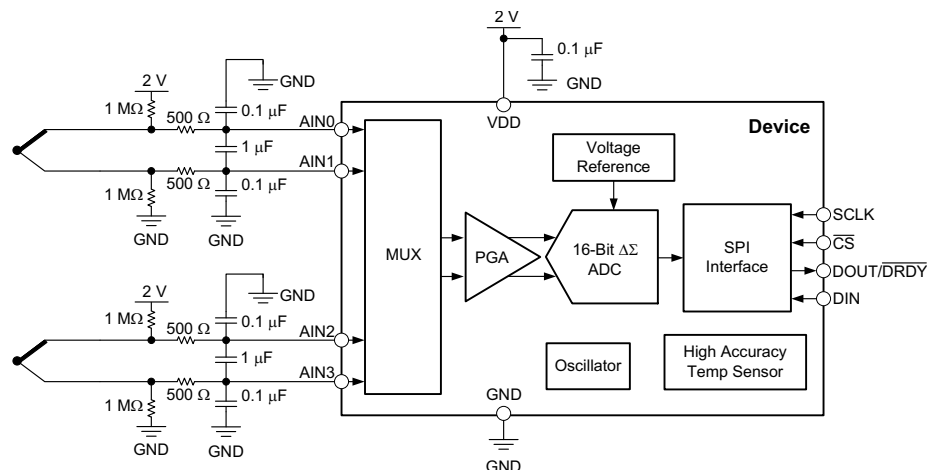 2 V
0.1 μF
GND
GND
2 V
1 MΩ
0.1 μF
500 Ω
AIN0
VDD
Device
1 μF
AIN1
Voltage
Reference
500 Ω
0.1 μF
1 MΩ
GND
GND
MUX
PGA
16-Bit ΔΣ
ADC
SPI
Interface
SCLK
CS
DOUT/DRDY
DIN
GND
2 V
1 MΩ
0.1 μF
500 Ω
AIN2
1 μF
AIN3
Oscillator
High Accuracy
Temp Sensor
500 Ω
0.1 μF
1 MΩ
GND
GND
GND
GND